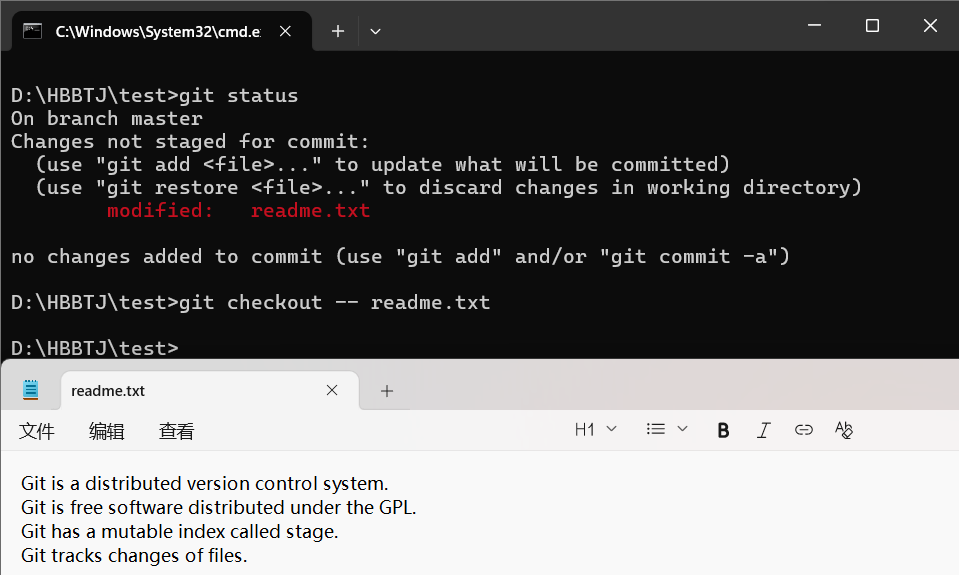 C:\Windows\System32\cmd.e
D:\HBBTJ\test>git status
On branch master
Changes not staged for commit:
  (use "git add <file>..." to update what will be committed)
  (use "git restore <file>..." to discard changes in working directory)
        modified:   readme.txt
no changes added to commit (use "git add" and/or "git commit -a")
D:\HBBTJ\test>git checkout -- readme.txt
D:\HBBTJ\test>
readme.txt
文件 编辑 查看 H1 B I A
Git is a distributed version control system.
Git is free software distributed under the GPL.
Git has a mutable index called stage.
Git tracks changes of files.